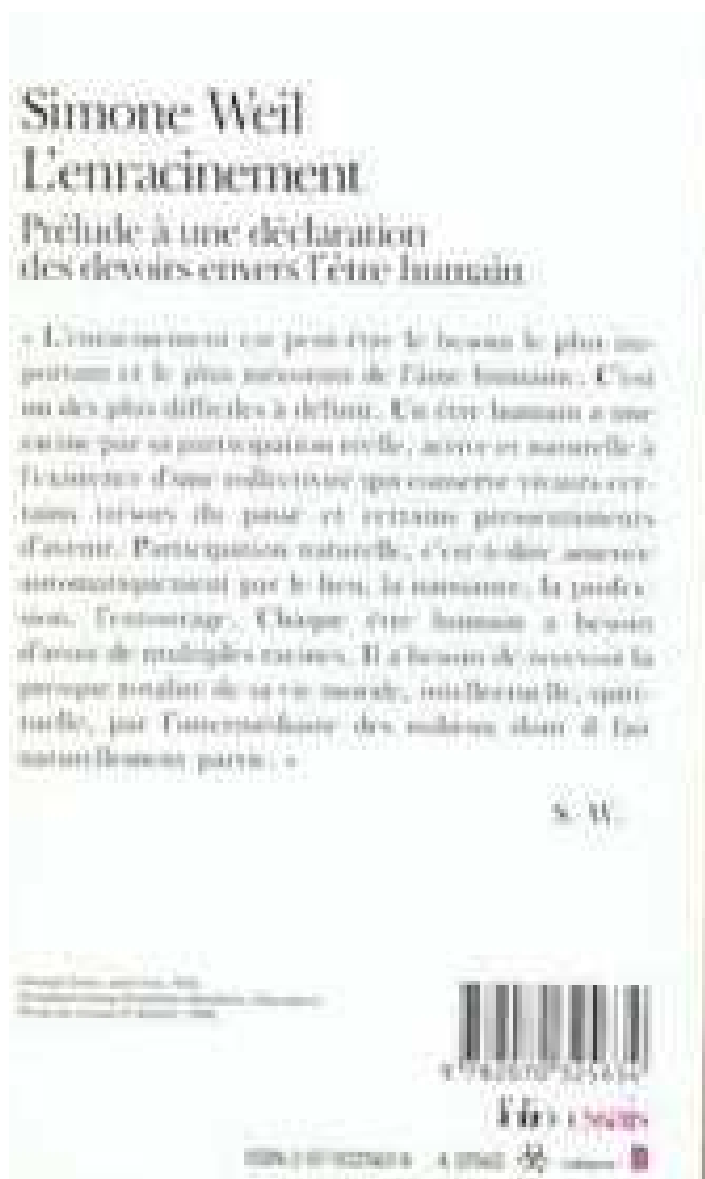 Simone Weil
L'enracinement
Prélude à une déclaration
des devoirs envers l'être humain
« L'enracinement est peut-être le besoin le plus im-
portant et le plus méconnu de l'âme humaine. C'est
un des plus difficiles à définir. Un être humain a une
racine par sa participation réelle, active et naturelle à
l'existence d'une collectivité qui conserve vivants cer-
tains trésors du passé et certains pressentiments
d'avenir. Participation naturelle, c'est-à-dire amenée
automatiquement par le lieu, la naissance, la profes-
sion, l'entourage. Chaque être humain a besoin
d'avoir de multiples racines. Il a besoin de recevoir la
presque totalité de sa vie morale, intellectuelle, spiri-
tuelle, par l'intermédiaire des milieux dont il fait
naturellement partie. »
S. W.
folio essais